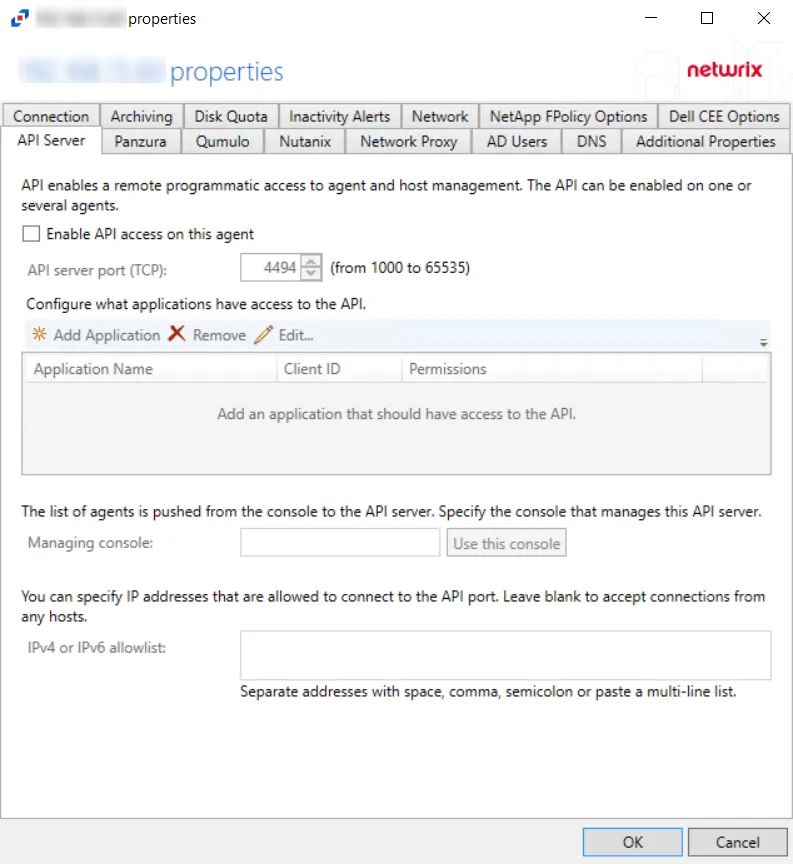 properties
properties
netwrix
Connection Archiving Disk Quota Inactivity Alerts Network NetApp FPolicy Options Dell CEE Options
API Server Panzura Qumulo Nutanix Network Proxy AD Users DNS Additional Properties
API enables a remote programmatic access to agent and host management. The API can be enabled on one or
several agents.
Enable API access on this agent
API server port (TCP): 4494 (from 1000 to 65535)
Configure what applications have access to the API.
Add Application Remove Edit...
Application Name Client ID Permissions
Add an application that should have access to the API.
The list of agents is pushed from the console to the API server. Specify the console that manages this API server.
Managing console: Use this console
You can specify IP addresses that are allowed to connect to the API port. Leave blank to accept connections from
any hosts.
IPv4 or IPv6 allowlist:
Separate addresses with space, comma, semicolon or paste a multi-line list.
OK Cancel